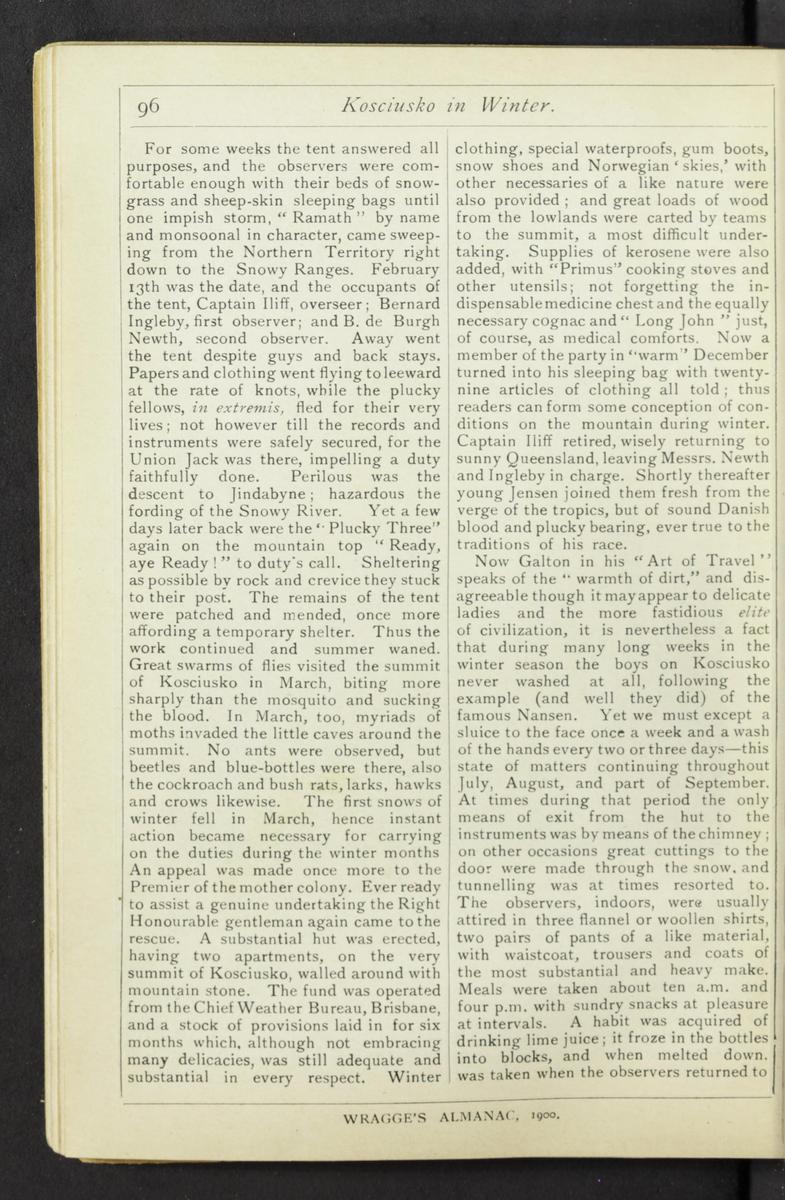 96
Kosciusko in Winter.
For some weeks the tent answered all
purposes, and the observers were com-
fortable enough with their beds of snow-
grass and sheep-skin sleeping bags until
one impish storm, “ Ramath ” by name
and monsoonal in character, came sweep-
ing from the Northern Territory right
down to the Snowy Ranges. February
13th was the date, and the occupants of
the tent, Captain Iliff, overseer ; Bernard
Ingleby, first observer; and B. de Burgh
Newth, second observer. Away went
the tent despite guys and back stays.
Papers and clothing went flying to leeward
at the rate of knots, while the plucky
fellows, in extremis, fled for their very
lives ; not however till the records and
instruments were safely secured, for the
Union Jack was there, impelling a duty
faithfully done. Perilous was the
descent to Jindabyne ; hazardous the
fording of the Snowy River. Yet a few
days later back were the “ Plucky Three”
again on the mountain top “ Ready,
aye Ready ! ” to duty's call. Sheltering
as possible by rock and crevice they stuck
to their post. The remains of the tent
were patched and mended, once more
affording a temporary shelter. Thus the
work continued and summer waned.
Great swarms of flies visited the summit
of Kosciusko in March, biting more
sharply than the mosquito and sucking
the blood. In March, too, myriads of
moths invaded the little caves around the
summit. No ants were observed, but
beetles and blue-bottles were there, also
the cockroach and bush rats, larks, hawks
and crows likewise. The first snows of
winter fell in March, hence instant
action became necessary for carrying
on the duties during the winter months
An appeal was made once more to the
Premier of the mother colony. Ever ready
to assist a genuine undertaking the Right
Honourable gentleman again came to the
rescue. A substantial hut was erected,
having two apartments, on the very
summit of Kosciusko, walled around with
mountain stone. The fund was operated
from the Chief Weather Bureau, Brisbane,
and a stock of provisions laid in for six
months which, although not embracing
many delicacies, was still adequate and
substantial in every respect. Winter
clothing, special waterproofs, gum boots,
snow shoes and Norwegian ‘ skies,’ with
other necessaries of a like nature were
also provided ; and great loads of wood
from the lowlands were carted by teams
to the summit, a most difficult under-
taking. Supplies of kerosene were also
added, with “Primus” cooking stoves and
other utensils; not forgetting the in-
dispensable medicine chest and the equally
necessary cognac and “ Long John ” just,
of course, as medical comforts. Now a
member of the party in “warm” December
turned into his sleeping bag with twenty-
nine articles of clothing all told ; thus
readers can form some conception of con-
ditions on the mountain during winter.
Captain Iliff retired, wisely returning to
sunny Queensland, leaving Messrs. Newth
and Ingleby in charge. Shortly thereafter
young Jensen joined them fresh from the
verge of the tropics, but of sound Danish
blood and plucky bearing, ever true to the
traditions of his race.
Now Galton in his “ Art of Travel ”
speaks of the “ warmth of dirt,” and dis-
agreeable though it may appear to delicate
ladies and the more fastidious elite
of civilization, it is nevertheless a fact
that during many long weeks in the
winter season the boys on Kosciusko
never washed at all, following the
example (and well they did) of the
famous Nansen. Yet we must except a
sluice to the face once a week and a wash
of the hands every two or three days—this
state of matters continuing throughout
July, August, and part of September.
At times during that period the only
means of exit from the hut to the
instruments was by means of the chimney ;
on other occasions great cuttings to the
door were made through the snow, and
tunnelling was at times resorted to.
The observers, indoors, were usually
attired in three flannel or woollen shirts,
two pairs of pants of a like material,
with waistcoat, trousers and coats of
the most substantial and heavy make.
Meals were taken about ten a.m. and
four p.m. with sundry snacks at pleasure
at intervals. A habit was acquired of
drinking lime juice ; it froze in the bottles
into blocks, and when melted down,
was taken when the observers returned to
WRAGGE'S ALMANAC, 1900.